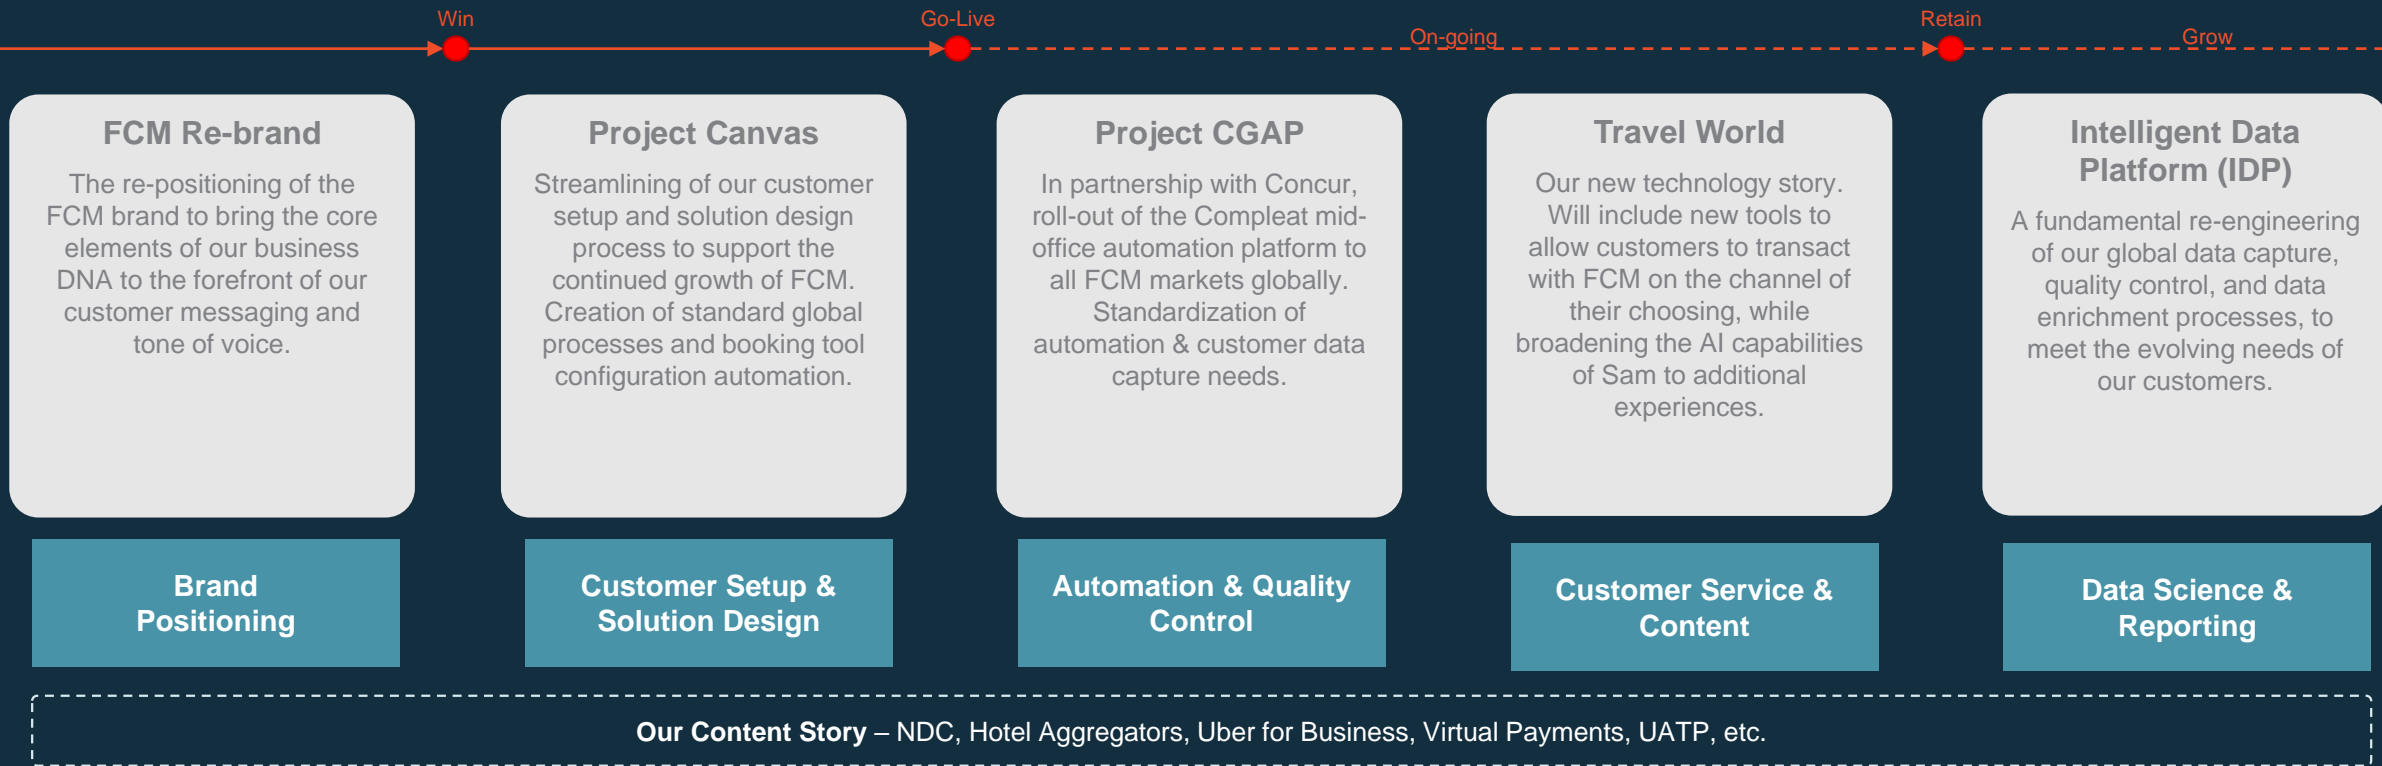 Win
Go-Live
On-going
Retain
Grow
FCM Re-brand
The re-positioning of the
FCM brand to bring the core
elements of our business
DNA to the forefront of our
customer messaging and
tone of voice.
Project Canvas
Streamlining of our customer
setup and solution design
process to support the
continued growth of FCM.
Creation of standard global
processes and booking tool
configuration automation.
Project CGAP
In partnership with Concur,
roll-out of the Compleat mid-
office automation platform to
all FCM markets globally.
Standardization of
automation & customer data
capture needs.
Travel World
Our new technology story.
Will include new tools to
allow customers to transact
with FCM on the channel of
their choosing, while
broadening the AI capabilities
of Sam to additional
experiences.
Intelligent Data
Platform (IDP)
A fundamental re-engineering
of our global data capture,
quality control, and data
enrichment processes, to
meet the evolving needs of
our customers.
Brand
Positioning
Customer Setup &
Solution Design
Automation & Quality
Control
Customer Service &
Content
Data Science &
Reporting
Our Content Story – NDC, Hotel Aggregators, Uber for Business, Virtual Payments, UATP, etc.